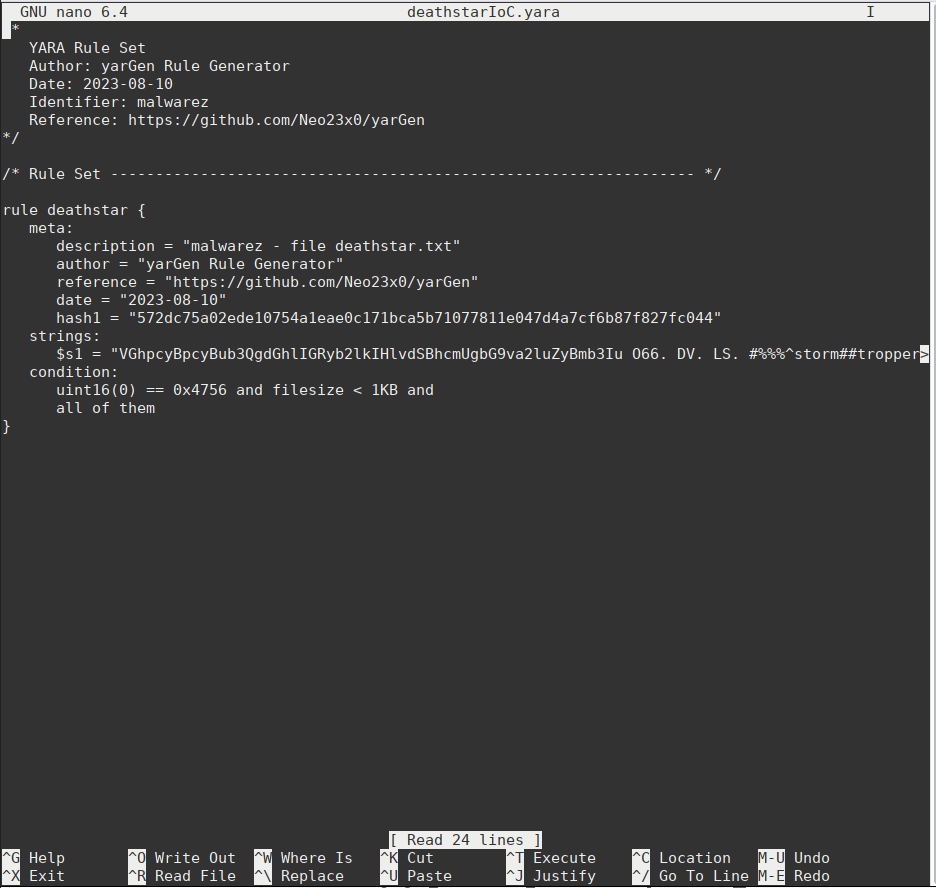 GNU nano 6.4 deathstarIoC.yara I
*
YARA Rule Set
Author: yarGen Rule Generator
Date: 2023-08-10
Identifier: malwarez
Reference: https://github.com/Neo23x0/yarGen
*/
/* Rule Set ----------------------------------------------------------------- */
rule deathstar {
meta:
description = "malwarez - file deathstar.txt"
author = "yarGen Rule Generator"
reference = "https://github.com/Neo23x0/yarGen"
date = "2023-08-10"
hash1 = "572dc75a02ede10754a1eae0c171bca5b71077811e047d4a7cf6b87f827fc044"
strings:
$s1 = "VGhpcyBpcyBub3QgdGhlIGRyb2lkIHlvdSBhcmUgbG9va2luZyBmb3Iu O66. DV. LS. #%%%^storm##tropper>
condition:
uint16(0) == 0x4756 and filesize < 1KB and
all of them
}
[ Read 24 lines ]
^G Help ^O Write Out ^W Where Is ^K Cut ^T Execute ^C Location M-U Undo
^X Exit ^R Read File ^\ Replace ^U Paste ^J Justify ^/ Go To Line M-E Redo